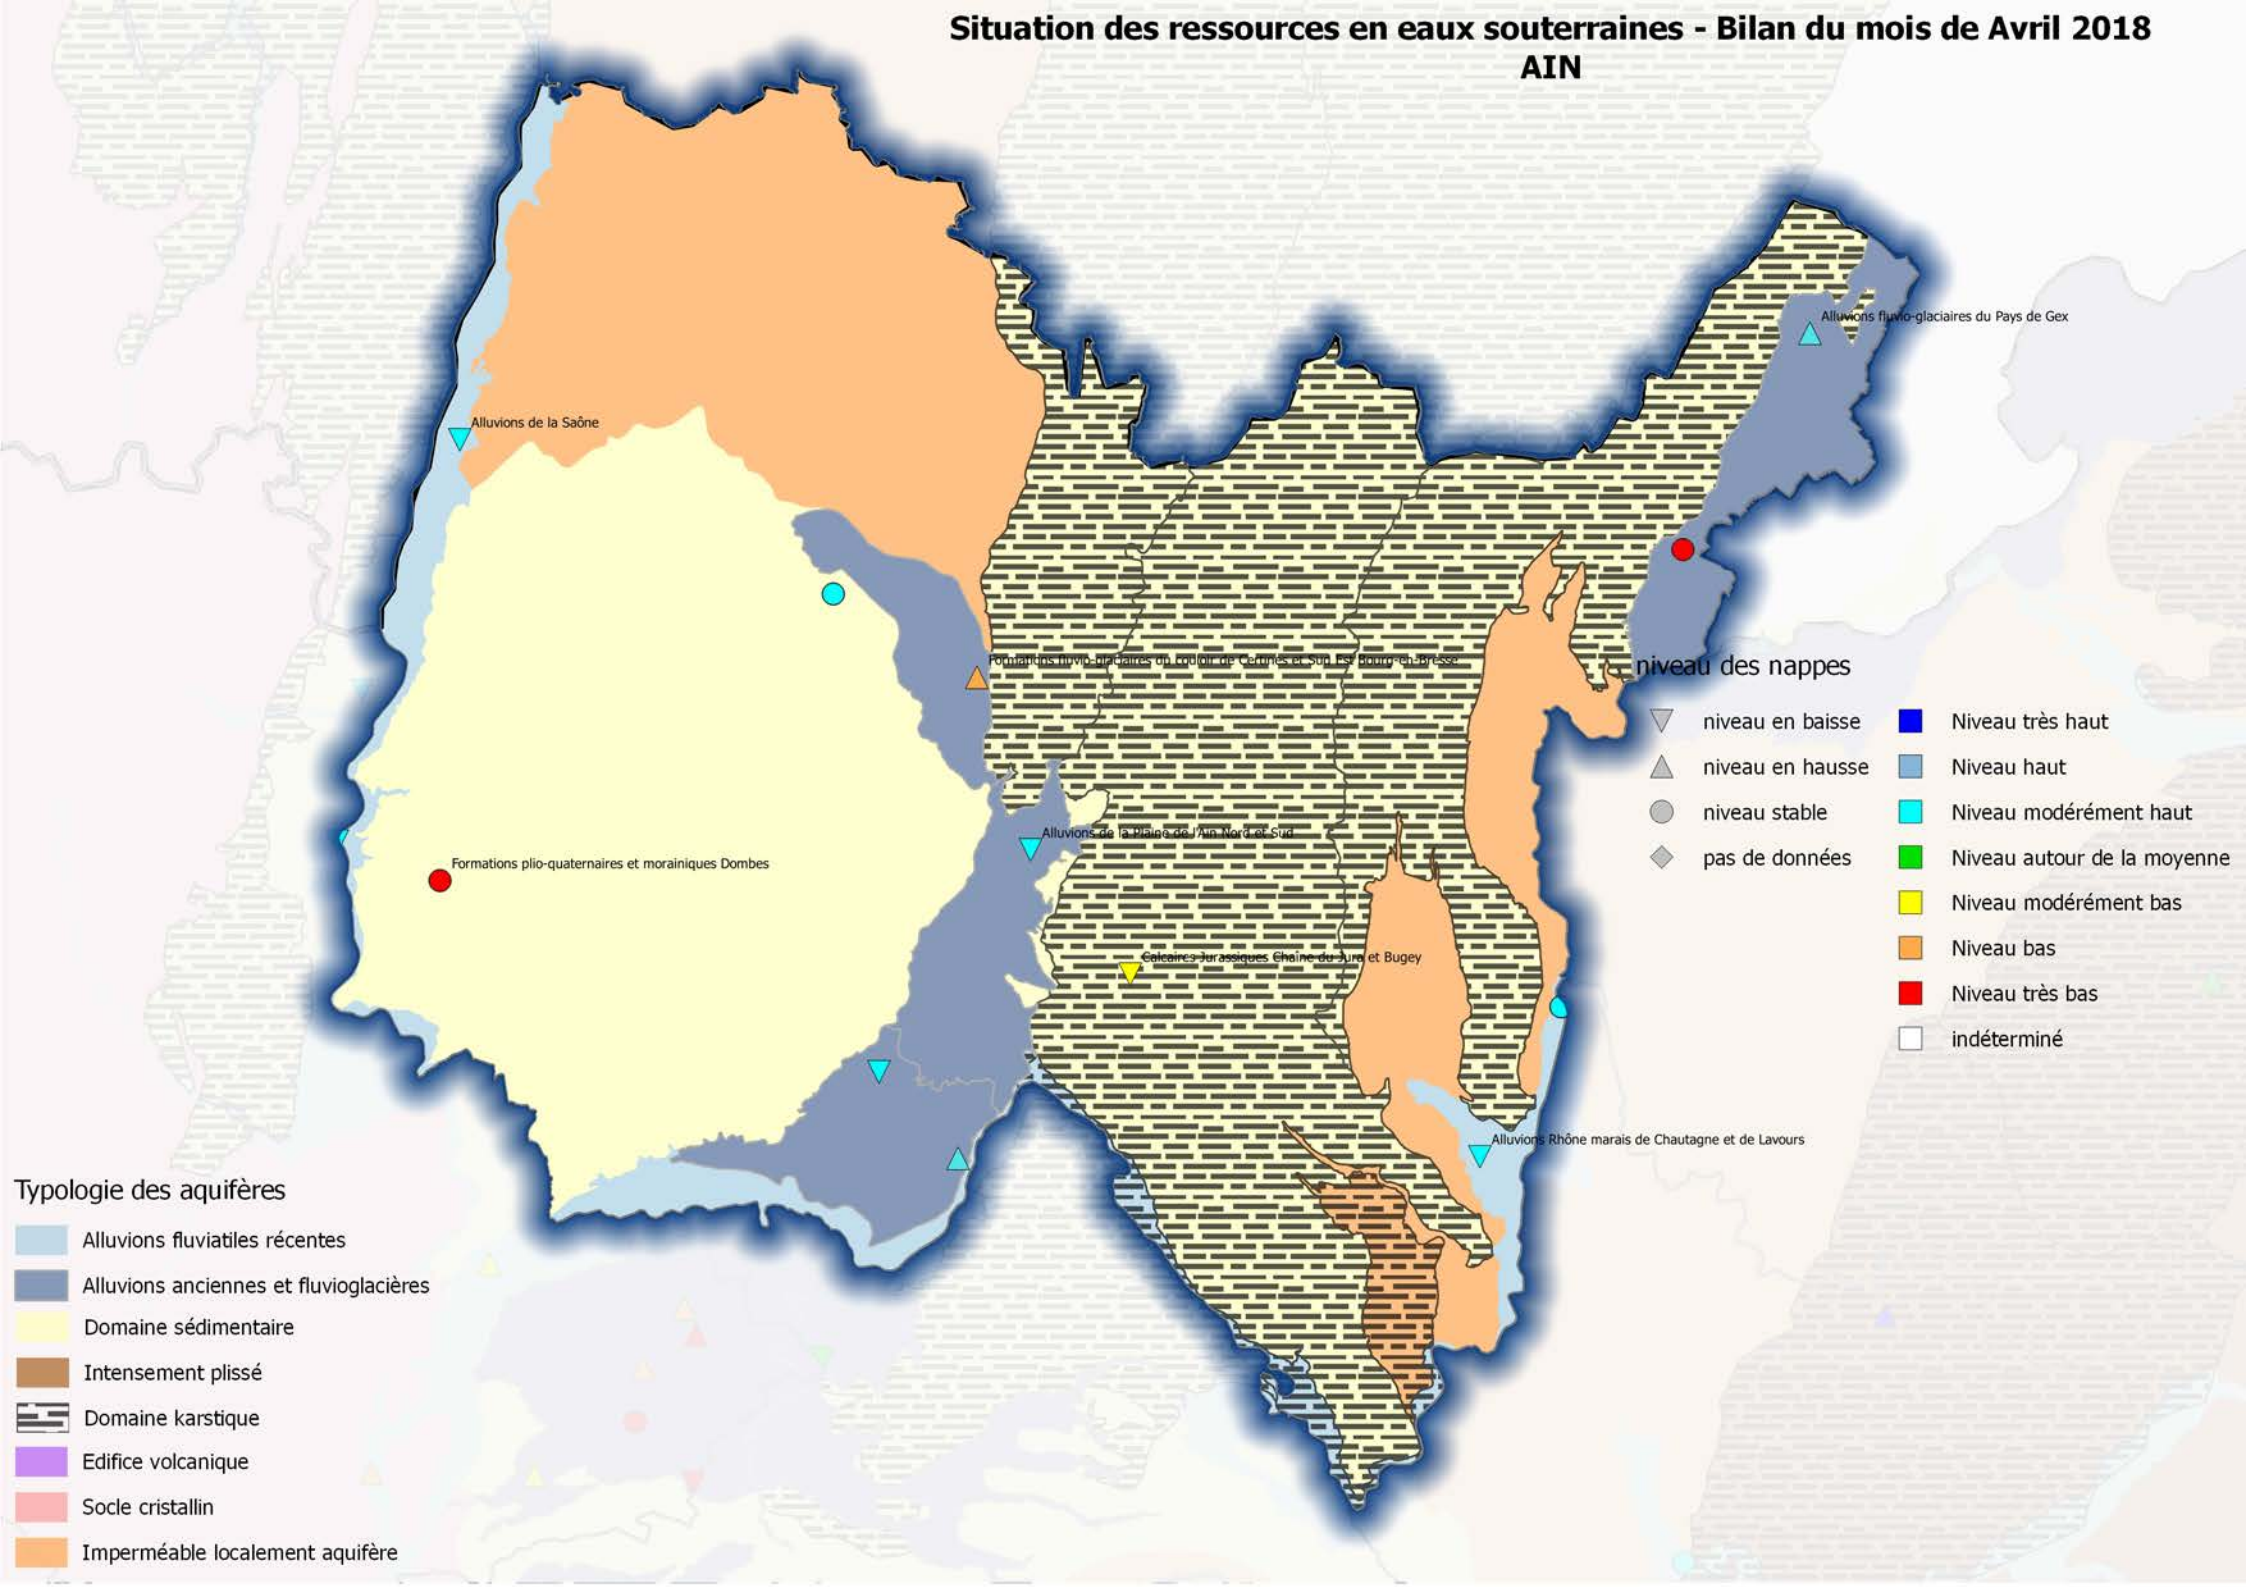 Situation des ressources en eaux souterraines - Bilan du mois de Avril 2018
AIN
Alluvions fluvio-glaciaires du Pays de Gex
Alluvions de la Saône
Formations fluvio-glaciaires du couloir de Certines et Sud Est Bourg-en-Bresse
Alluvions de la Plaine de l'Ain Nord et Sud
Formations plio-quaternaires et morainiques Dombes
Calcaires Jurassiques Chaîne du Jura et Bugey
Alluvions Rhône marais de Chautagne et de Lavours
niveau des nappes
niveau en baisse
niveau en hausse
niveau stable
pas de données
Niveau très haut
Niveau haut
Niveau modérément haut
Niveau autour de la moyenne
Niveau modérément bas
Niveau bas
Niveau très bas
indéterminé
Typologie des aquifères
Alluvions fluviatiles récentes
Alluvions anciennes et fluvioglacières
Domaine sédimentaire
Intensement plissé
Domaine karstique
Edifice volcanique
Socle cristallin
Imperméable localement aquifère